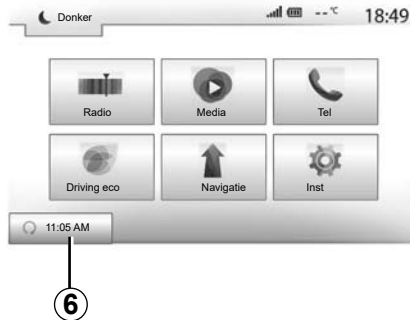 Donker -- °C 18:49
Radio Media Tel
Driving eco Navigatie Inst
11:05 AM
6